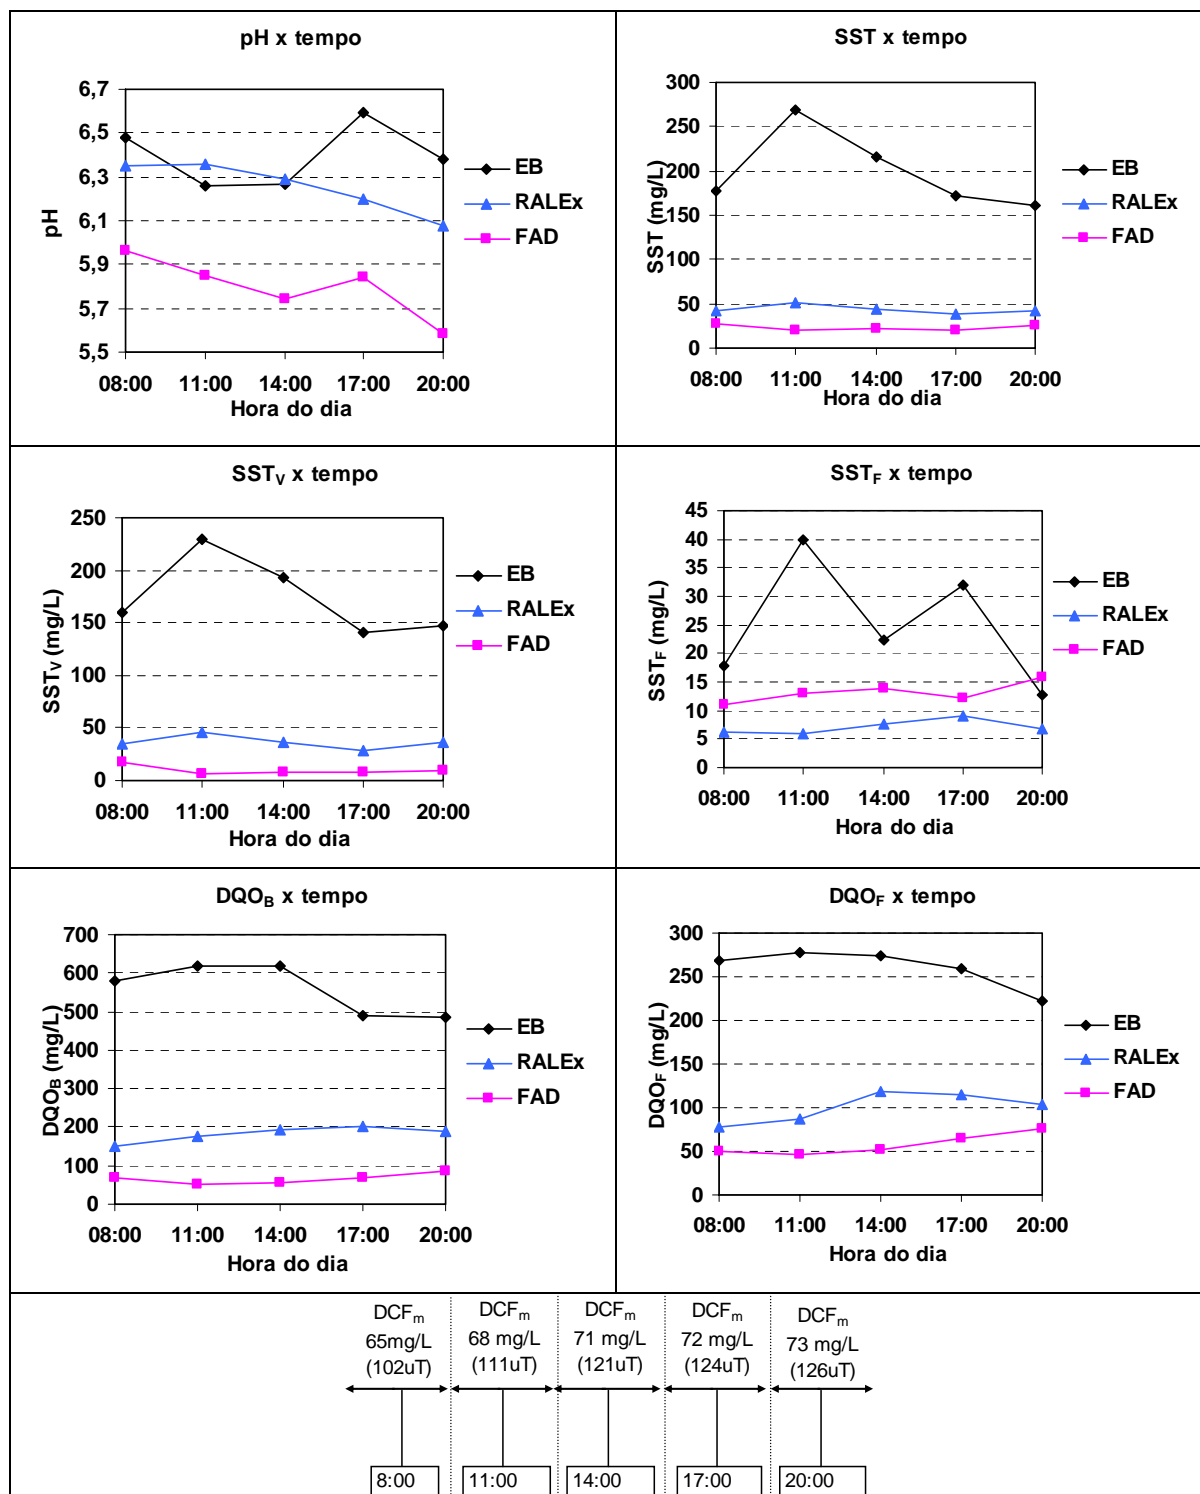 pH x tempo
6,7
6,5
6,3
6,1
5,9
5,7
5,5
pH
08:00 11:00 14:00 17:00 20:00
Hora do dia
EB
RALEx
FAD
SST x tempo
300
250
200
150
100
50
0
SST (mg/L)
08:00 11:00 14:00 17:00 20:00
Hora do dia
EB
RALEx
FAD
SSTV x tempo
250
200
150
100
50
0
SSTV (mg/L)
08:00 11:00 14:00 17:00 20:00
Hora do dia
EB
RALEx
FAD
SSTF x tempo
45
40
35
30
25
20
15
10
5
0
SSTF (mg/L)
08:00 11:00 14:00 17:00 20:00
Hora do dia
EB
RALEx
FAD
DQOB x tempo
700
600
500
400
300
200
100
0
DQOB (mg/L)
08:00 11:00 14:00 17:00 20:00
Hora do dia
EB
RALEx
FAD
DQOF x tempo
300
250
200
150
100
50
0
DQOF (mg/L)
08:00 11:00 14:00 17:00 20:00
Hora do dia
EB
RALEx
FAD
DCFm DCFm DCFm DCFm DCFm
65mg/L 68 mg/L 71 mg/L 72 mg/L 73 mg/L
(102uT) (111uT) (121uT) (124uT) (126uT)
8:00 11:00 14:00 17:00 20:00